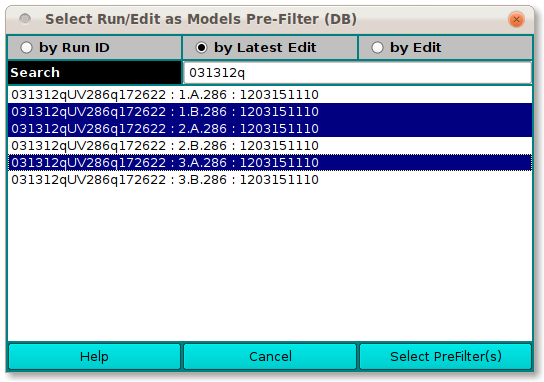 Select Run/Edit as Models Pre-Filter (DB)
by Run ID by Latest Edit by Edit
Search 031312q
031312qUV286q172622 : 1.A.286 : 1203151110
031312qUV286q172622 : 1.B.286 : 1203151110
031312qUV286q172622 : 2.A.286 : 1203151110
031312qUV286q172622 : 2.B.286 : 1203151110
031312qUV286q172622 : 3.A.286 : 1203151110
031312qUV286q172622 : 3.B.286 : 1203151110
Help Cancel Select PreFilter(s)